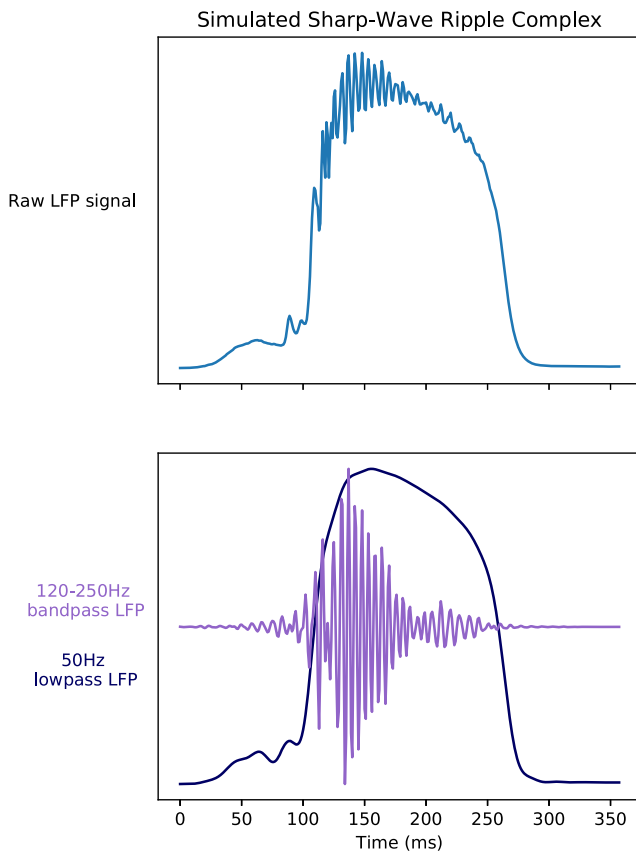 Simulated Sharp-Wave Ripple Complex
Raw LFP signal
120-250Hz
bandpass LFP
50Hz
lowpass LFP
0 50 100 150 200 250 300 350
Time (ms)